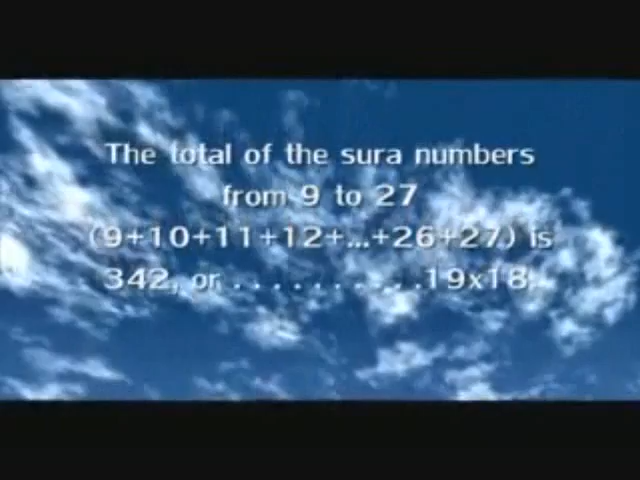 The total of the sura numbers
from 9 to 27
(9+10+11+12+...+26+27) is
342, or . . . . . . . . . .19x18.